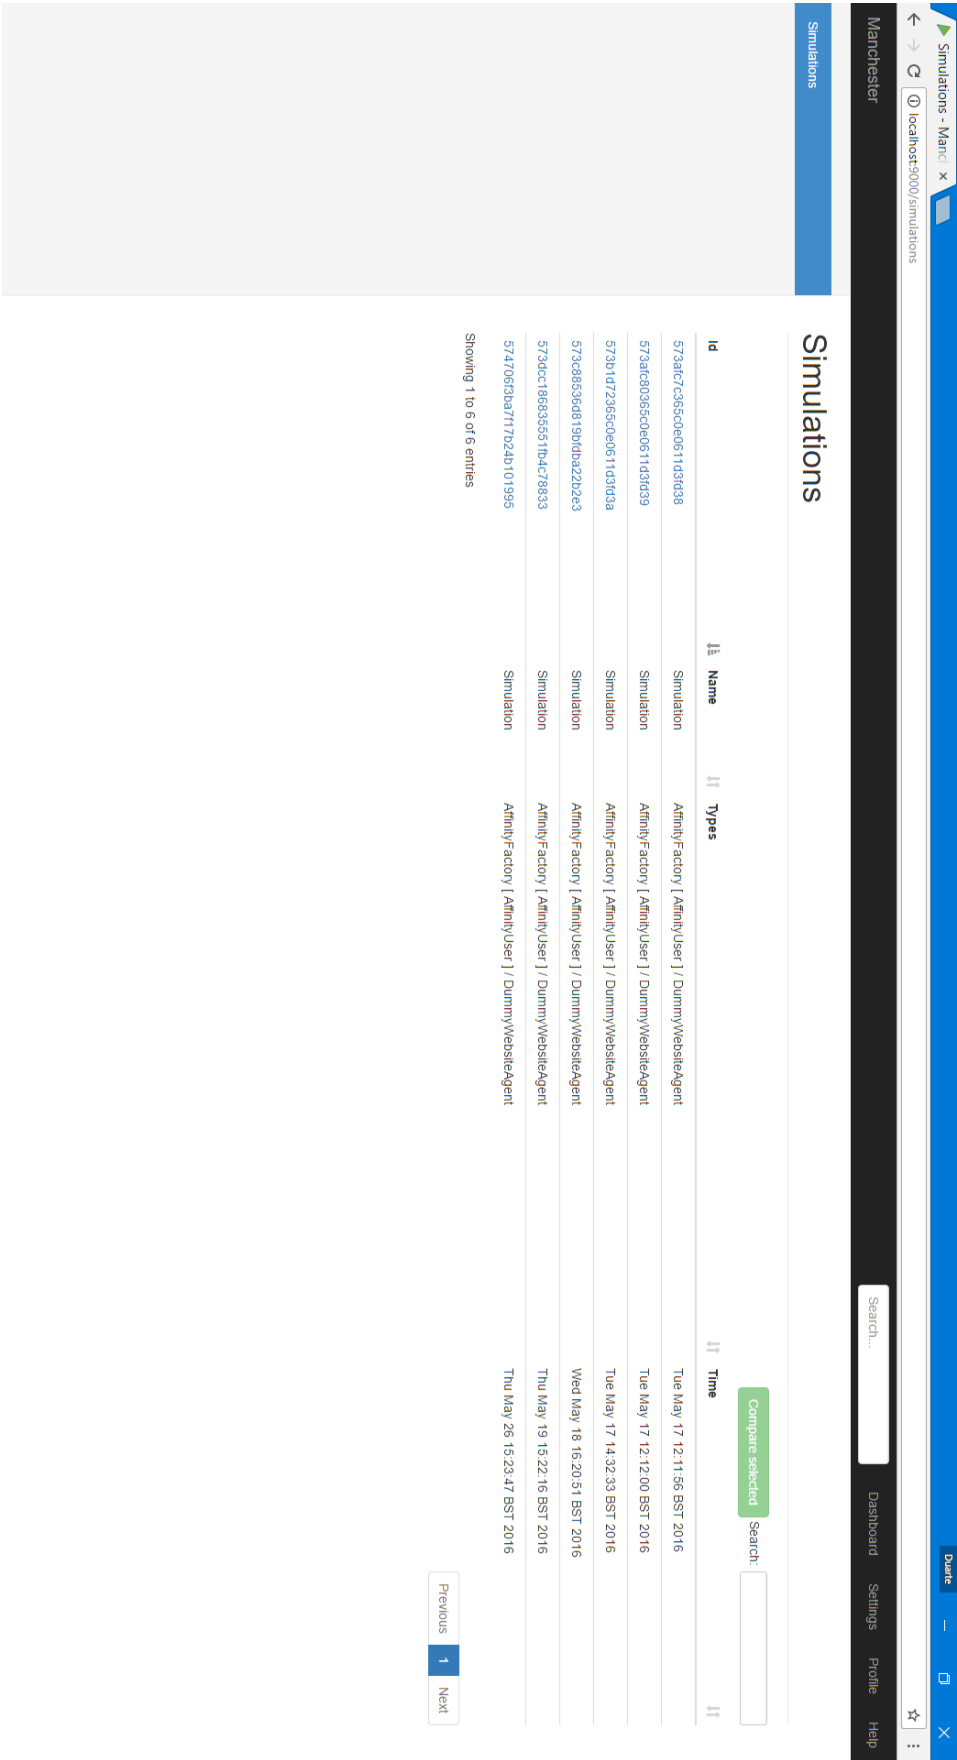 Simulations - Manc
Duarte
localhost:9000/simulations
Manchester Search... Dashboard Settings Profile Help
Simulations
Simulations
Compare selected Search:
Id Name Types Time
573afc7c365c0e0611d3fd38 Simulation AffinityFactory [ AffinityUser ] / DummyWebsiteAgent Tue May 17 12:11:56 BST 2016
573afc80365c0e0611d3fd39 Simulation AffinityFactory [ AffinityUser ] / DummyWebsiteAgent Tue May 17 12:12:00 BST 2016
573b1d72365c0e0611d3fd3a Simulation AffinityFactory [ AffinityUser ] / DummyWebsiteAgent Tue May 17 14:32:33 BST 2016
573c88536d819bfdba22b2e3 Simulation AffinityFactory [ AffinityUser ] / DummyWebsiteAgent Wed May 18 16:20:51 BST 2016
573dcc186835551fb4c78833 Simulation AffinityFactory [ AffinityUser ] / DummyWebsiteAgent Thu May 19 15:22:16 BST 2016
574706f3ba7f17b24b101995 Simulation AffinityFactory [ AffinityUser ] / DummyWebsiteAgent Thu May 26 15:23:47 BST 2016
Showing 1 to 6 of 6 entries
Previous 1 Next